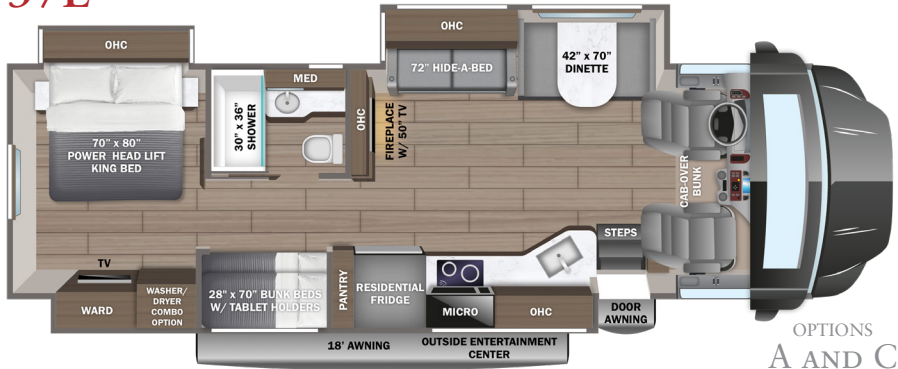 37L
OHC
OHC
72" HIDE-A-BED
42" x 70"
DINETTE
MED
30" x 36"
SHOWER
OHC
FIREPLACE
W/ 50" TV
70" x 80"
POWER HEAD LIFT
KING BED
CAB-OVER
BUNK
STEPS
TV
WARD
WASHER/
DRYER
COMBO
OPTION
28" x 70" BUNK BEDS
W/ TABLET HOLDERS
PANTRY
RESIDENTIAL
FRIDGE
MICRO
OHC
DOOR
AWNING
18' AWNING
OUTSIDE ENTERTAINMENT
CENTER
OPTIONS
A AND C